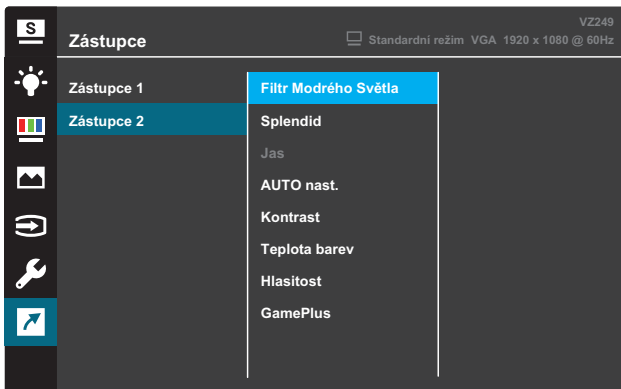 S
VZ249
Zástupce
Standardni režim VGA 1920 x 1080 @ 60Hz
Zástupce 1
Zástupce 2
Filtr Modrého Světla
Splendid
Jas
AUTO nast.
Kontrast
Teplota barev
Hlasitost
GamePlus